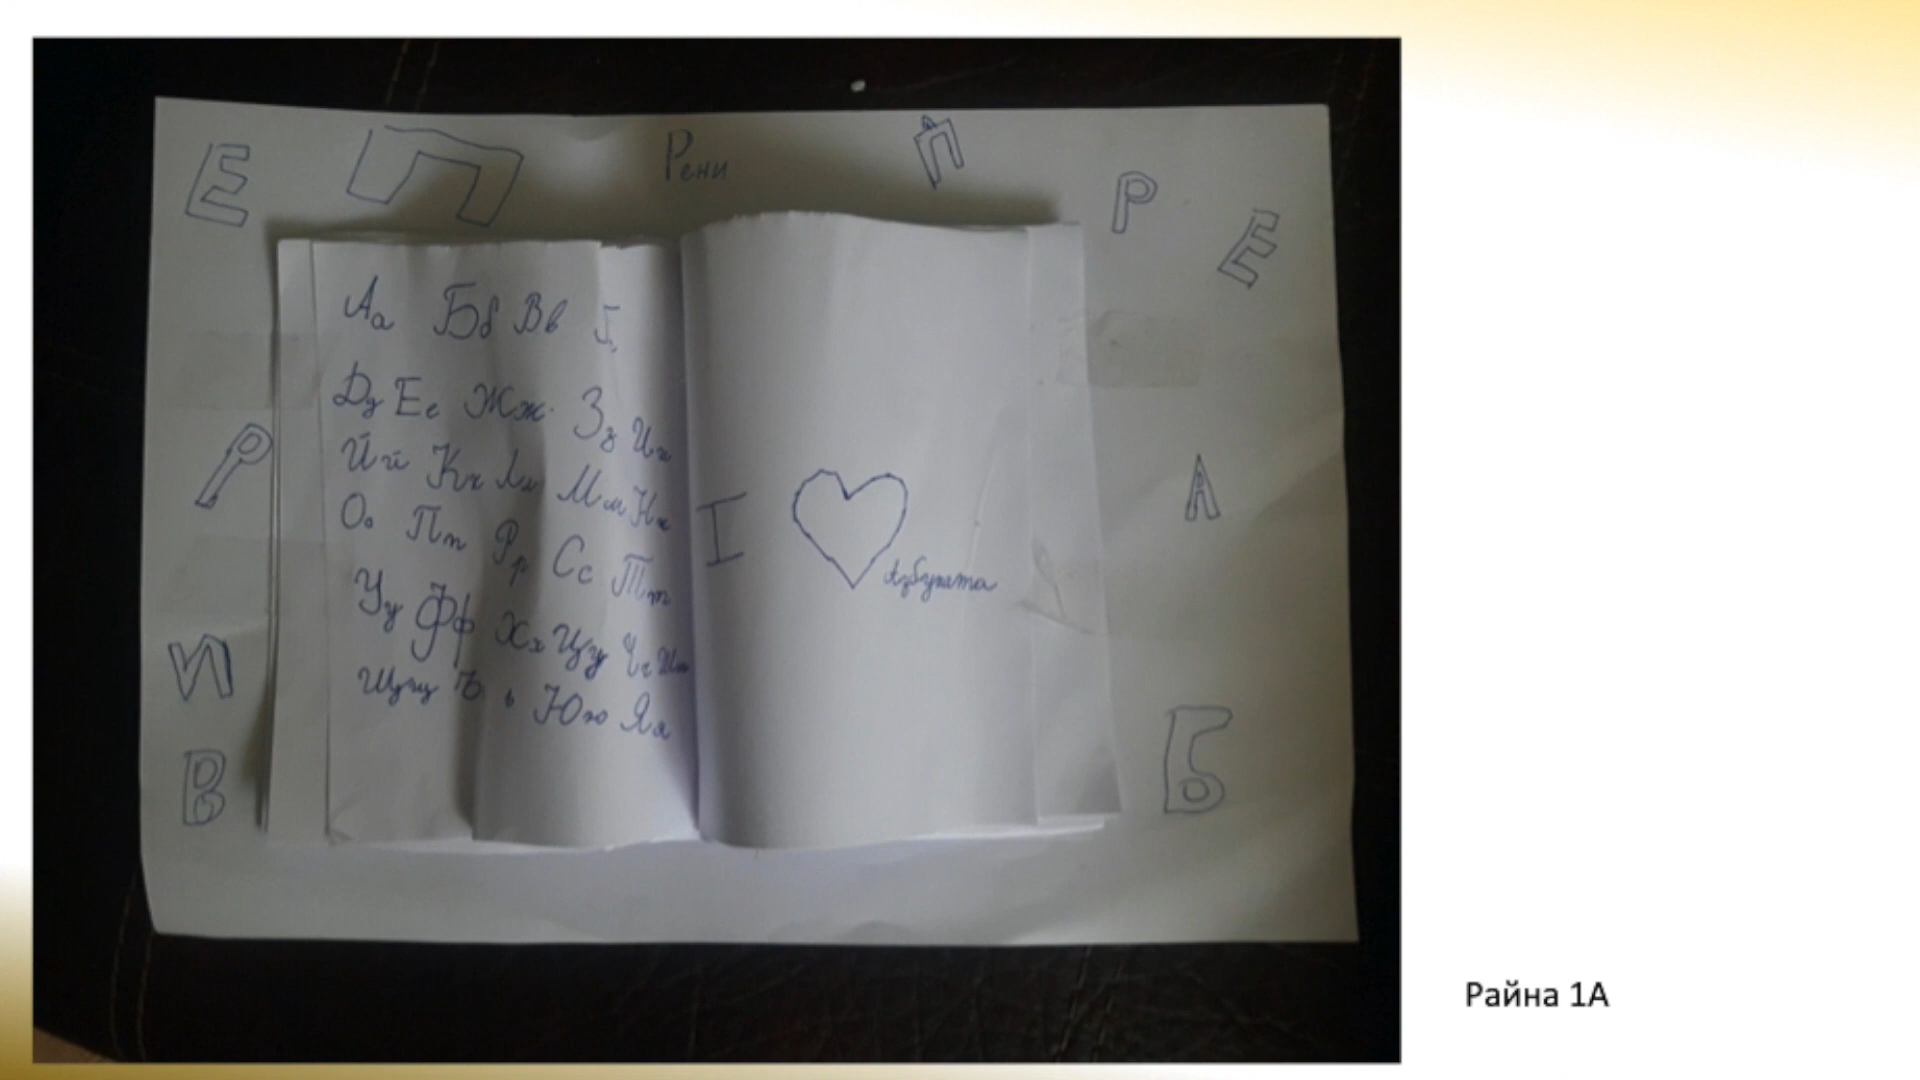 Е П Рени П Р Е
Аа Бб Вв Г
Дд Ее Жж Зз Ии
Йй Кк Лл Мм Нн
Оо Пп Рр Сс Тт
Уу Фф Хх Цц Чч Шш
Щщ ъ ь Юю Яя
I
Азбуката
Р
И
В
А
Б
Райна 1А